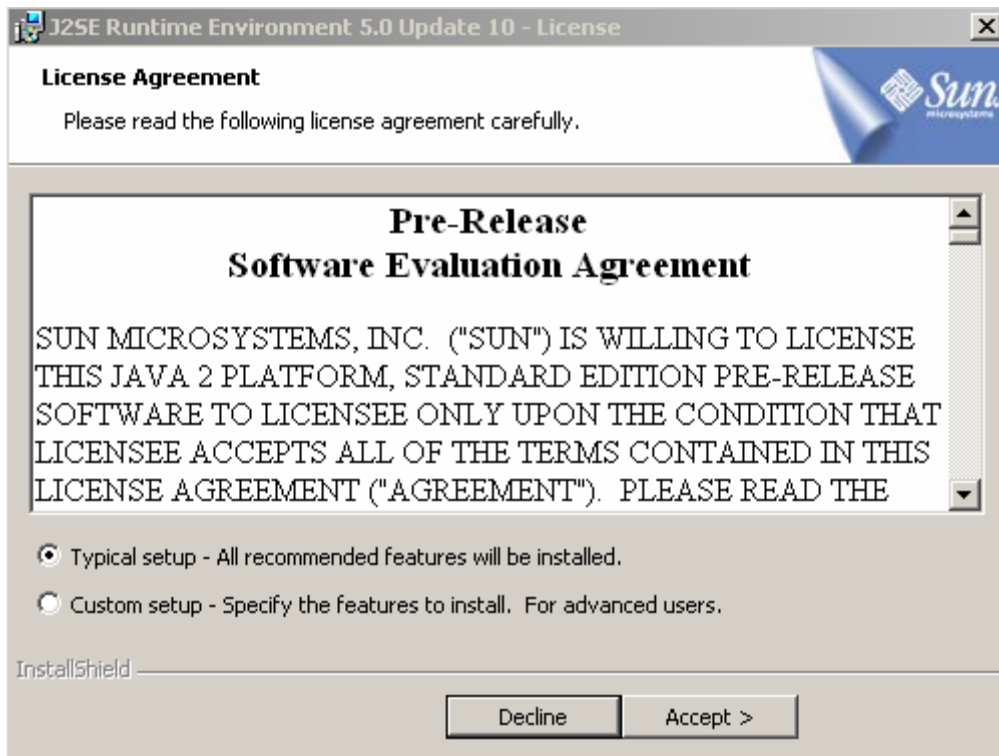 J2SE Runtime Environment 5.0 Update 10 - License
License Agreement
Please read the following license agreement carefully.
Sun
microsystems
Pre-Release
Software Evaluation Agreement
SUN MICROSYSTEMS, INC. ("SUN") IS WILLING TO LICENSE
THIS JAVA 2 PLATFORM, STANDARD EDITION PRE-RELEASE
SOFTWARE TO LICENSEE ONLY UPON THE CONDITION THAT
LICENSEE ACCEPTS ALL OF THE TERMS CONTAINED IN THIS
LICENSE AGREEMENT ("AGREEMENT"). PLEASE READ THE
Typical setup - All recommended features will be installed.
Custom setup - Specify the features to install. For advanced users.
InstallShield
Decline
Accept >